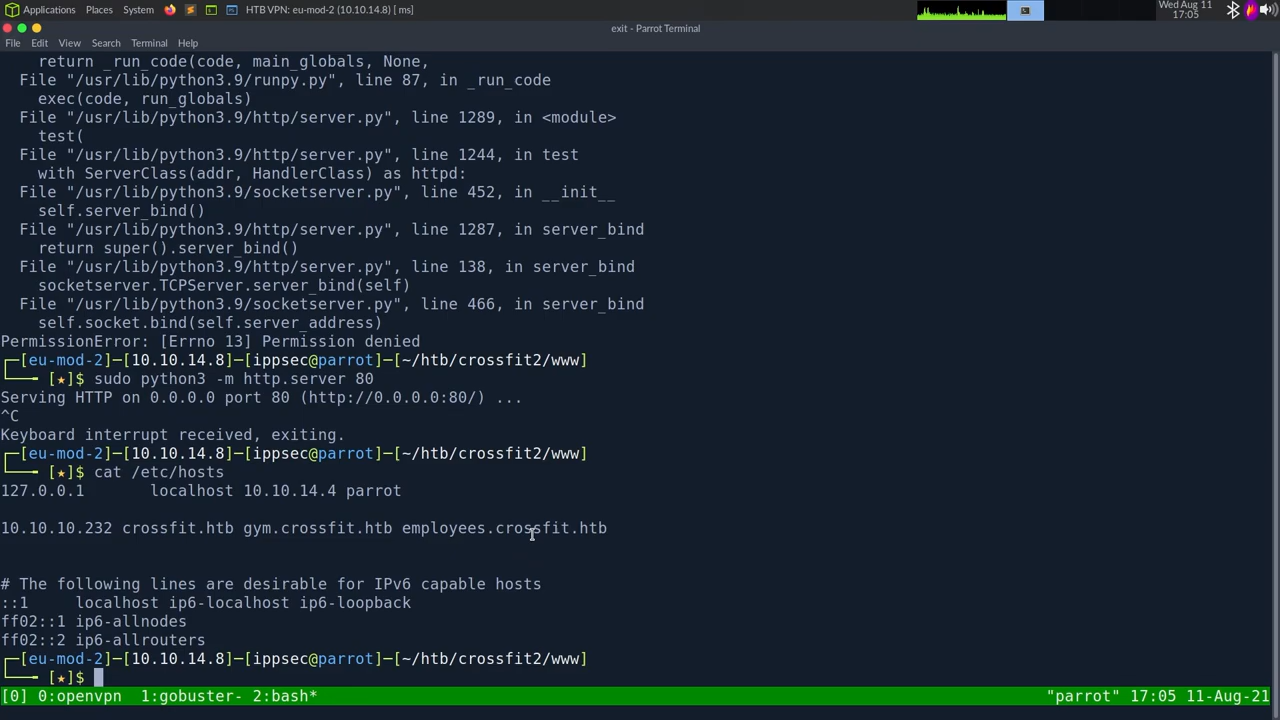 Applications Places System HTB VPN: eu-mod-2 (10.10.14.8) [ ms]
Wed Aug 11
17:05
exit - Parrot Terminal
File Edit View Search Terminal Help
    return _run_code(code, main_globals, None,
  File "/usr/lib/python3.9/runpy.py", line 87, in _run_code
    exec(code, run_globals)
  File "/usr/lib/python3.9/http/server.py", line 1289, in <module>
    test(
  File "/usr/lib/python3.9/http/server.py", line 1244, in test
    with ServerClass(addr, HandlerClass) as httpd:
  File "/usr/lib/python3.9/socketserver.py", line 452, in __init__
    self.server_bind()
  File "/usr/lib/python3.9/http/server.py", line 1287, in server_bind
    return super().server_bind()
  File "/usr/lib/python3.9/http/server.py", line 138, in server_bind
    socketserver.TCPServer.server_bind(self)
  File "/usr/lib/python3.9/socketserver.py", line 466, in server_bind
    self.socket.bind(self.server_address)
PermissionError: [Errno 13] Permission denied
┌─[eu-mod-2]─[10.10.14.8]─[ippsec@parrot]─[~/htb/crossfit2/www]
└──╼ [★]$ sudo python3 -m http.server 80
Serving HTTP on 0.0.0.0 port 80 (http://0.0.0.0:80/) ...
^C
Keyboard interrupt received, exiting.
┌─[eu-mod-2]─[10.10.14.8]─[ippsec@parrot]─[~/htb/crossfit2/www]
└──╼ [★]$ cat /etc/hosts
127.0.0.1       localhost 10.10.14.4 parrot
10.10.10.232 crossfit.htb gym.crossfit.htb employees.crossfit.htb
# The following lines are desirable for IPv6 capable hosts
::1     localhost ip6-localhost ip6-loopback
ff02::1 ip6-allnodes
ff02::2 ip6-allrouters
┌─[eu-mod-2]─[10.10.14.8]─[ippsec@parrot]─[~/htb/crossfit2/www]
└──╼ [★]$
[0] 0:openvpn  1:gobuster- 2:bash* "parrot" 17:05 11-Aug-21